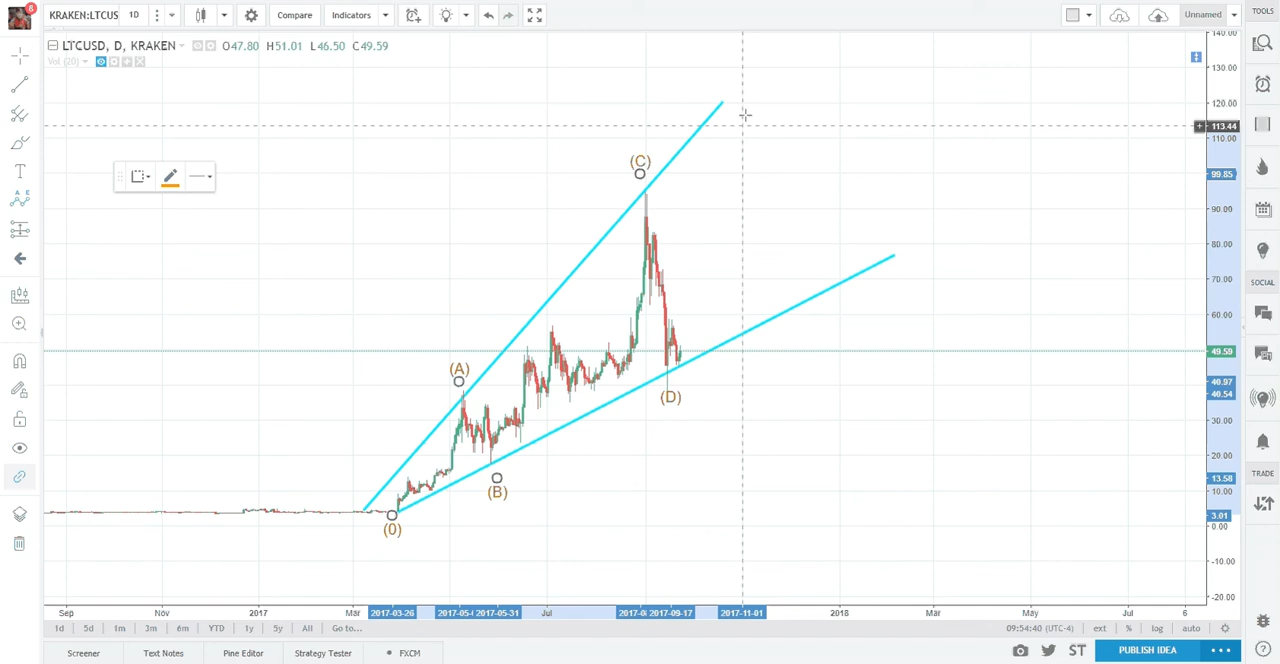 8
KRAKEN:LTCUS 1D Compare Indicators Unnamed TOOLS
LTCUSD, D, KRAKEN O47.80 H51.01 L46.50 C49.59
Vol (20)
140.00
130.00
120.00
+ 113.44
110.00
99.85
90.00
80.00
70.00
60.00
49.59
40.97
40.54
30.00
20.00
13.58
10.00
3.01
0.00
-10.00
-20.00
(C)
(A)
(D)
(B)
(0)
SOCIAL
TRADE
Sep Nov 2017 Mar 2017-03-26 2017-05-31 Jul 2017-09-17 2017-11-01 2018 Mar May Jul 6
1d 5d 1m 3m 6m YTD 1y 5y All Go to... 09:54:40 (UTC-4) ext % log auto
Screener Text Notes Pine Editor Strategy Tester FXCM ST PUBLISH IDEA